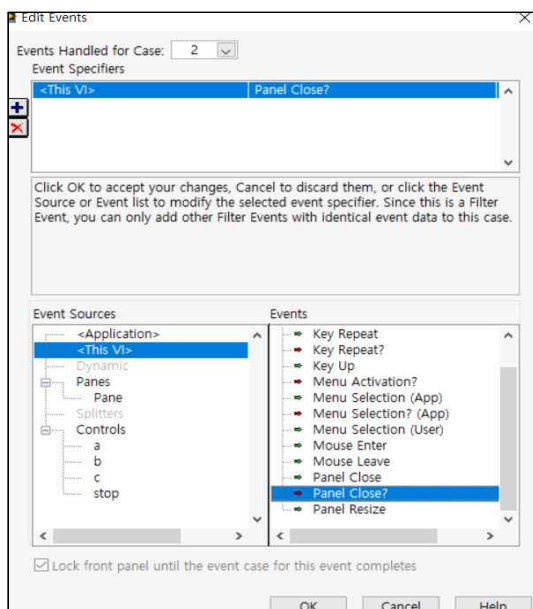 Edit Events
Events Handled for Case: 2
Event Specifiers
<This VI> Panel Close?
Click OK to accept your changes, Cancel to discard them, or click the Event
Source or Event list to modify the selected event specifier. Since this is a Filter
Event, you can only add other Filter Events with identical event data to this case.
Event Sources
<Application>
<This VI>
Dynamic
Panes
Pane
Splitters
Controls
a
b
c
stop
Events
Key Repeat
Key Repeat?
Key Up
Menu Activation?
Menu Selection (App)
Menu Selection? (App)
Menu Selection (User)
Mouse Enter
Mouse Leave
Panel Close
Panel Close?
Panel Resize
Lock front panel until the event case for this event completes
OK Cancel Help